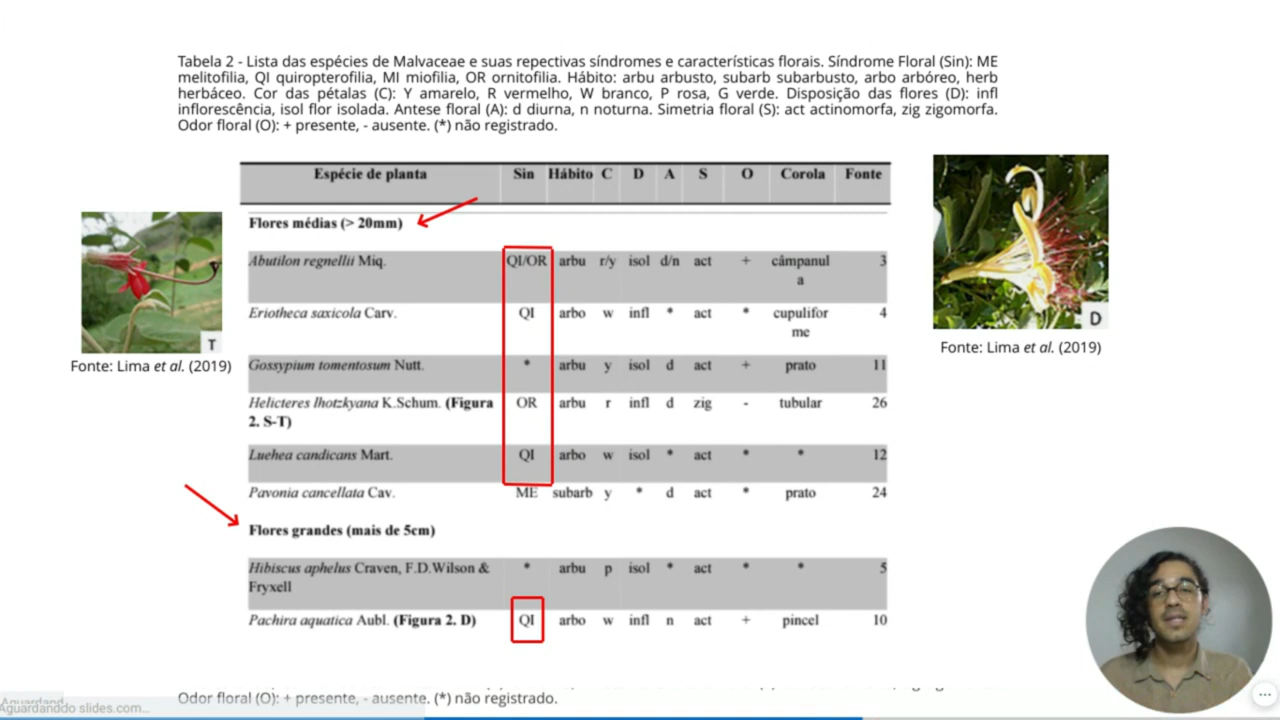 Tabela 2 - Lista das espécies de Malvaceae e suas repectivas síndromes e características florais. Síndrome Floral (Sin): ME
melitofilia, QI quiropterofilia, MI miofilia, OR ornitofilia. Hábito: arbu arbusto, subarb subarbusto, arbo arbóreo, herb
herbáceo. Cor das pétalas (C): Y amarelo, R vermelho, W branco, P rosa, G verde. Disposição das flores (D): infl
inflorescência, isol flor isolada. Antese floral (A): d diurna, n noturna. Simetria floral (S): act actinomorfa, zig zigomorfa.
Odor floral (O): + presente, - ausente. (*) não registrado.
Espécie de planta Sin Hábito C D A S O Corola Fonte
Flores médias (> 20mm)
Abutilon regnellii Miq. QI/OR arbu r/y isol d/n act + câmpanul 3
a
Eriotheca saxicola Carv. QI arbo w infl * act * cupulifor 4
me
Gossypium tomentosum Nutt. * arbu y isol d act + prato 11
Helicteres lhotzkyana K.Schum. (Figura OR arbu r infl d zig - tubular 26
2. S-T)
Luehea candicans Mart. QI arbo w isol * act * * 12
Pavonia cancellata Cav. ME subarb y * d act * prato 24
Flores grandes (mais de 5cm)
Hibiscus aphelus Craven, F.D.Wilson & * arbu p isol * act * * 5
Fryxell
Pachira aquatica Aubl. (Figura 2. D) QI arbo w infl n act + pincel 10
T
Fonte: Lima et al. (2019)
D
Fonte: Lima et al. (2019)
Odor floral (O): + presente, - ausente. (*) não registrado.
Aguardanddo slides.com...